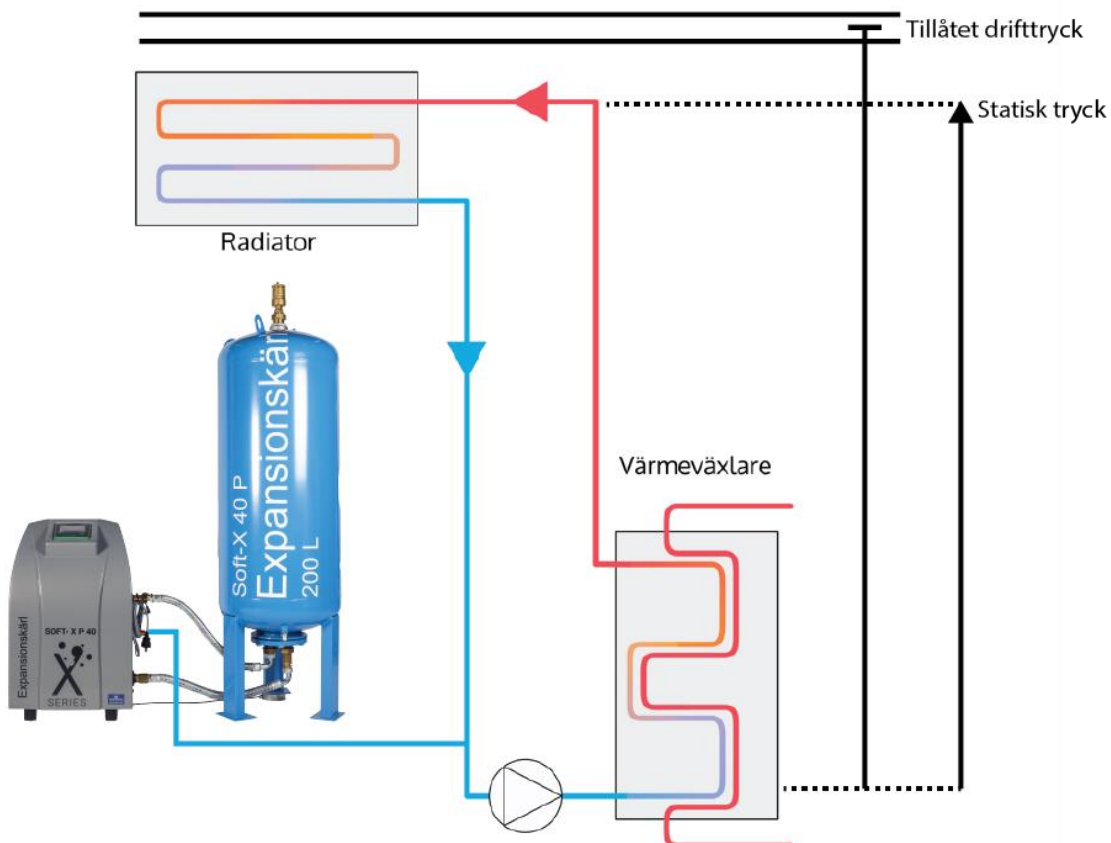 Tillåtet drifttryck
Statisk tryck
Radiator
Soft-X 40 P
Expansionskärl
200 L
Värmeväxlare
Expansionskärl
SOFT- X P 40
X
SERIES